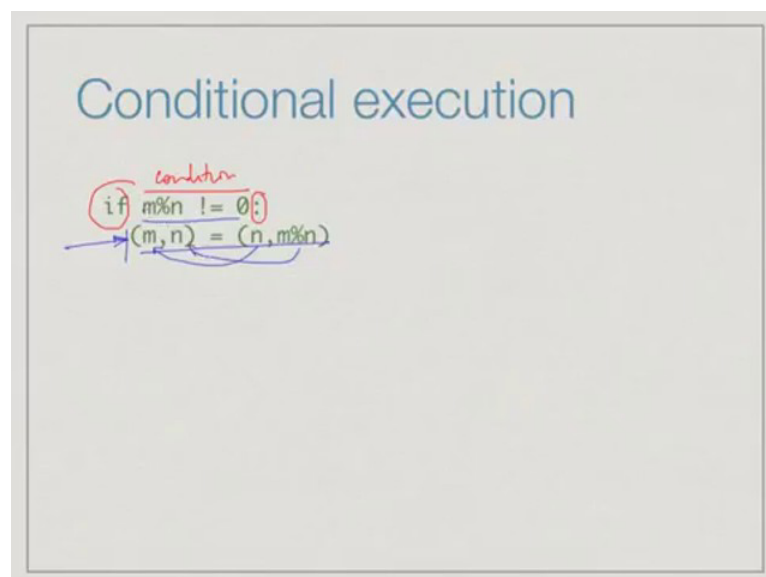 Conditional execution
condition
if m%n != 0:
(m,n) = (n,m%n)